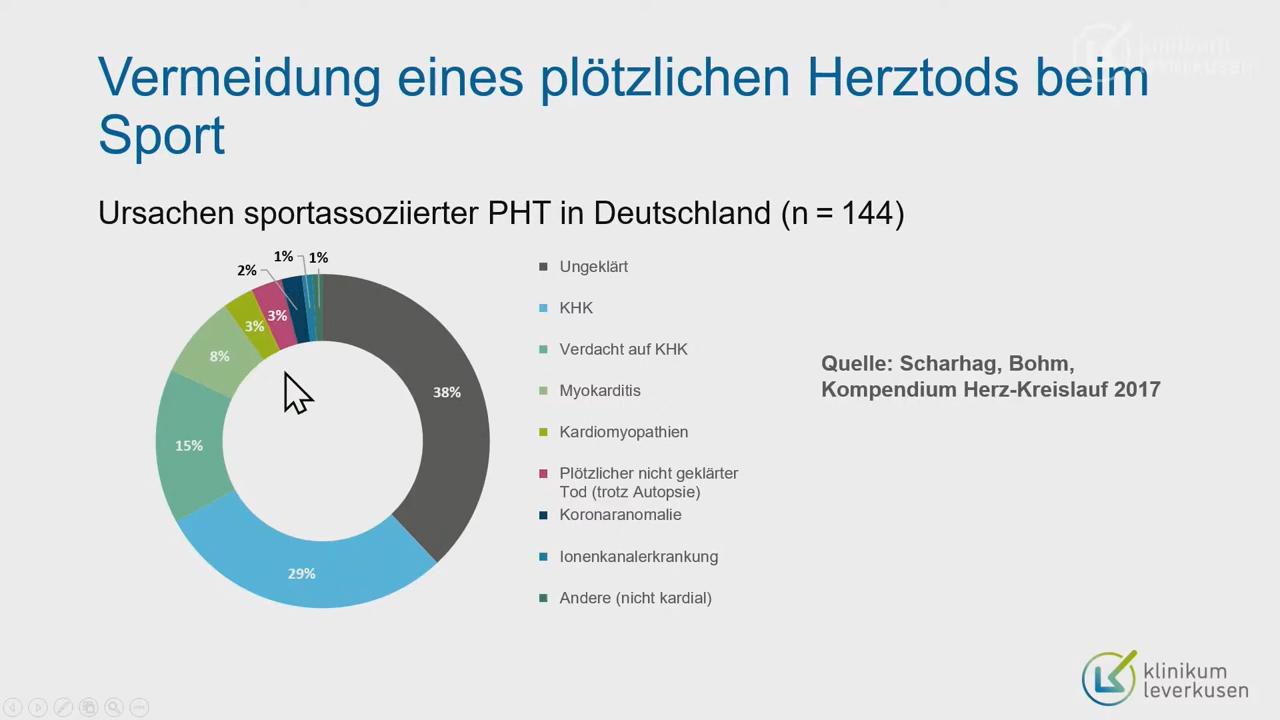 Vermeidung eines plötzlichen Herztods beim
Sport
klinikum
leverkusen
Ursachen sportassoziierter PHT in Deutschland (n = 144)
2%
1%
1%
3%
3%
8%
38%
15%
29%
Ungeklärt
KHK
Verdacht auf KHK
Myokarditis
Kardiomyopathien
Plötzlicher nicht geklärter
Tod (trotz Autopsie)
Koronaranomalie
Ionenkanalerkrankung
Andere (nicht kardial)
Quelle: Scharhag, Bohm,
Kompendium Herz-Kreislauf 2017
klinikum
leverkusen